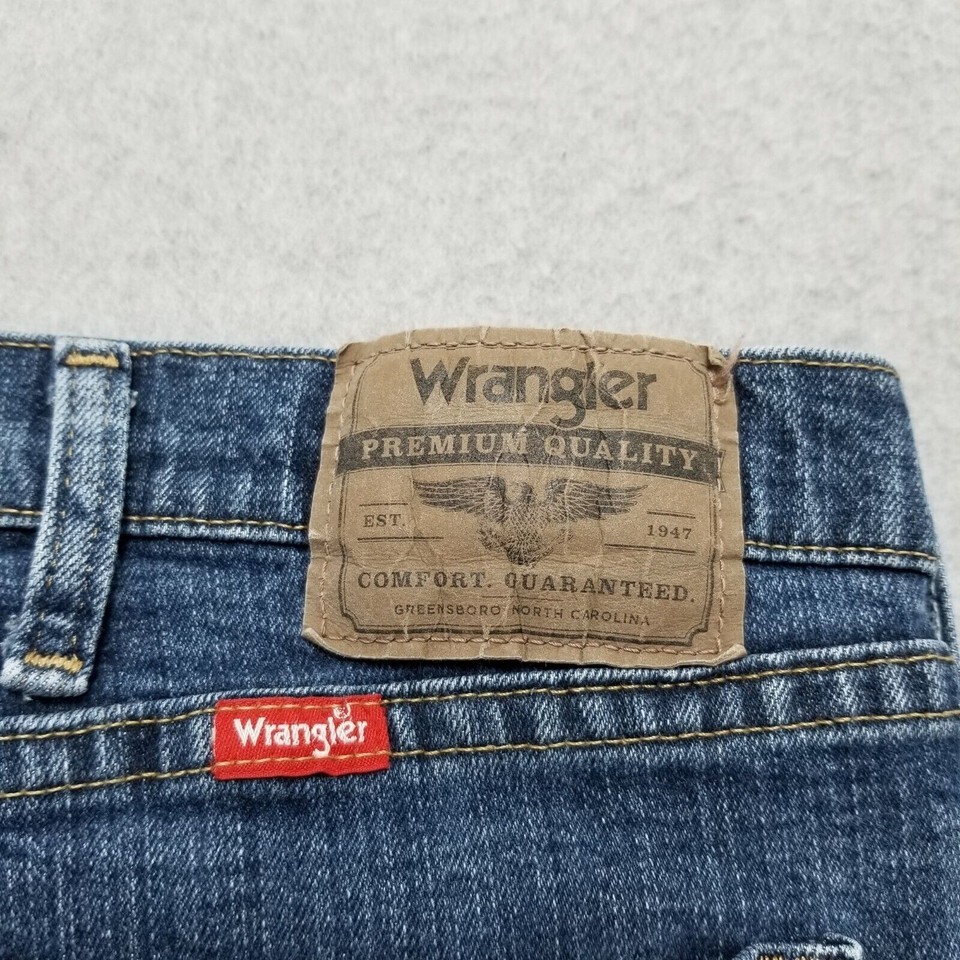 Wrangler
PREMIUM QUALITY
EST. 1947
COMFORT. GUARANTEED.
GREENSBORO NORTH CAROLINA
Wrangler